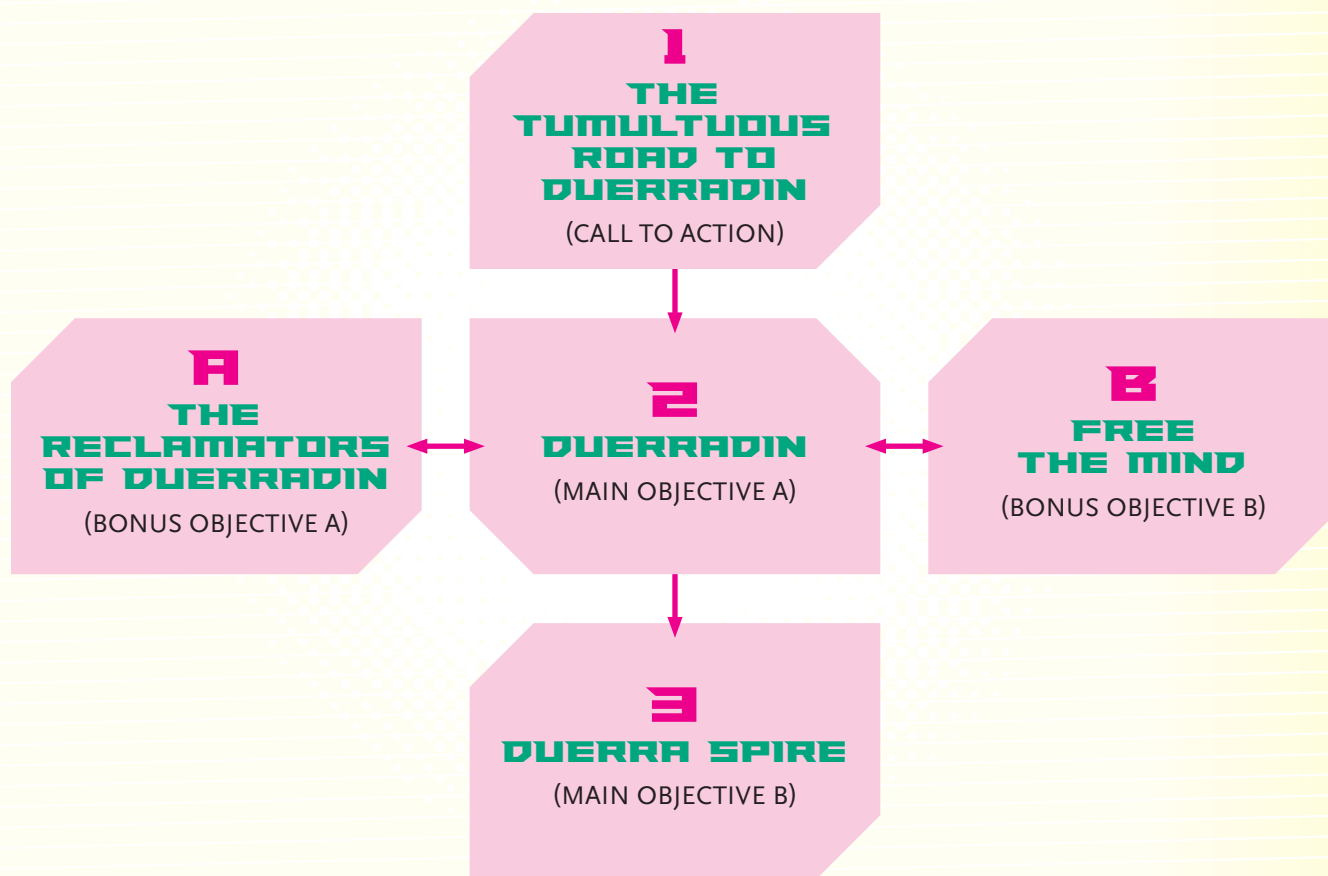 1
THE
TUMULTUOUS
ROAD TO
DUERRADIN
(CALL TO ACTION)
A
THE
RECLAMATORS
OF DUERRADIN
(BONUS OBJECTIVE A)
2
DUERRADIN
(MAIN OBJECTIVE A)
B
FREE
THE MIND
(BONUS OBJECTIVE B)
3
DUERRA SPIRE
(MAIN OBJECTIVE B)